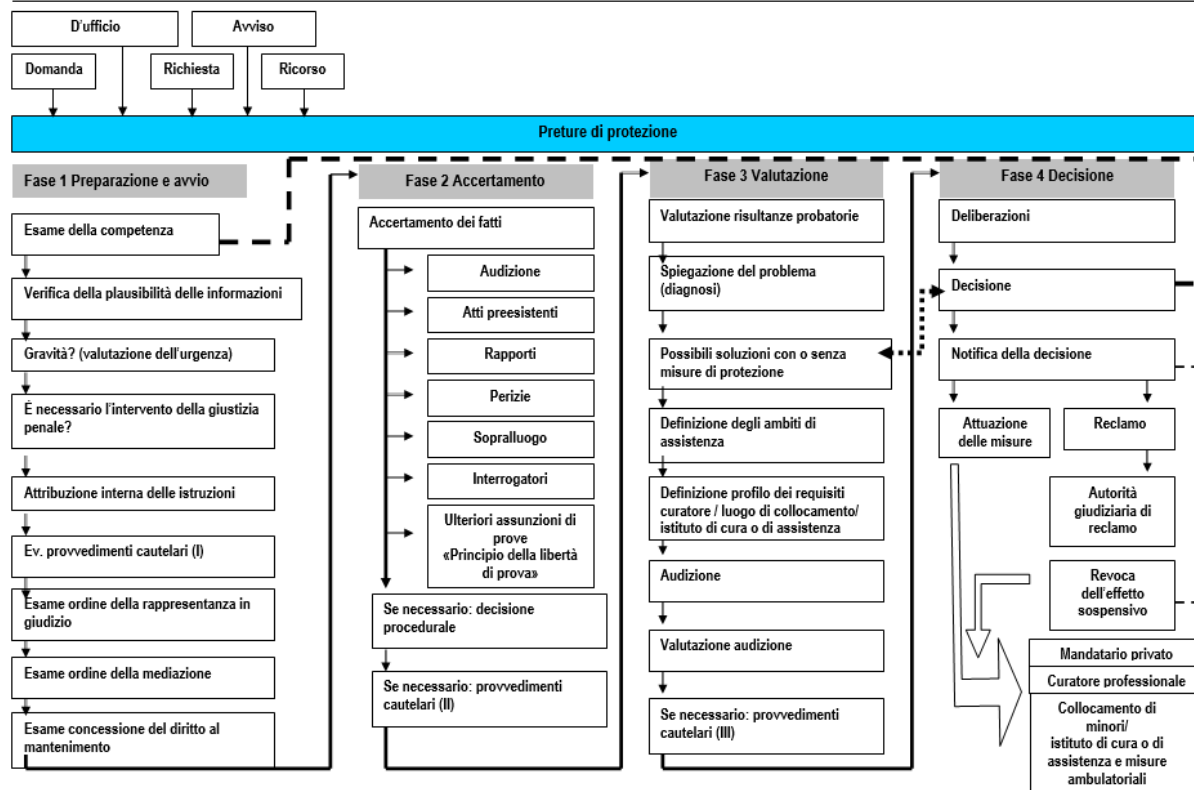 D'ufficio
Avviso
Domanda
Richiesta
Ricorso
Preture di protezione
Fase 1 Preparazione e avvio
Esame della competenza
Verifica della plausibilità delle informazioni
Gravità? (valutazione dell'urgenza)
È necessario l'intervento della giustizia
penale?
Attribuzione interna delle istruzioni
Ev. provvedimenti cautelari (I)
Esame ordine della rappresentanza in
giudizio
Esame ordine della mediazione
Esame concessione del diritto al
mantenimento
Fase 2 Accertamento
Accertamento dei fatti
Audizione
Atti preesistenti
Rapporti
Perizie
Sopralluogo
Interrogatori
Ulteriori assunzioni di
prove
«Principio della libertà
di prova»
Se necessario: decisione
procedurale
Se necessario: provvedimenti
cautelari (II)
Fase 3 Valutazione
Valutazione risultanze probatorie
Spiegazione del problema
(diagnosi)
Possibili soluzioni con o senza
misure di protezione
Definizione degli ambiti di
assistenza
Definizione profilo dei requisiti
curatore / luogo di collocamento/
istituto di cura o di assistenza
Audizione
Valutazione audizione
Se necessario: provvedimenti
cautelari (III)
Fase 4 Decisione
Deliberazioni
Decisione
Notifica della decisione
Attuazione
delle misure
Reclamo
Autorità
giudiziaria di
reclamo
Revoca
dell'effetto
sospensivo
Mandatario privato
Curatore professionale
Collocamento di
minori/
istituto di cura o di
assistenza e misure
ambulatoriali